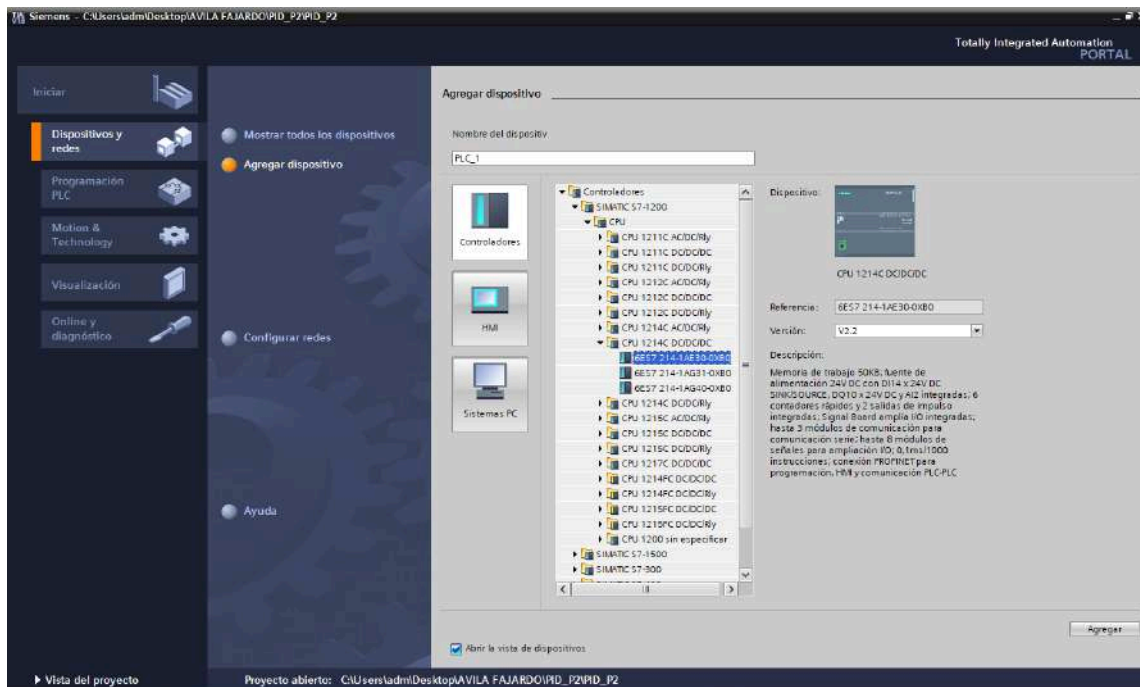 Siemens - C:\Users\adm\Desktop\AVILA FAJARDO\PID_P2\PID_P2
Totally Integrated Automation
PORTAL
Iniciar
Dispositivos y
redes
Programación
PLC
Motion &
Technology
Visualización
Online y
diagnóstico
Mostrar todos los dispositivos
Agregar dispositivo
Configurar redes
Ayuda
Agregar dispositivo
Nombre del dispositiv
PLC_1
Controladores
HMI
Sistemas PC
Controladores
SIMATIC S7-1200
CPU
CPU 1211C AC/DC/Rly
CPU 1211C DC/DC/DC
CPU 1211C DC/DC/Rly
CPU 1212C AC/DC/Rly
CPU 1212C DC/DC/DC
CPU 1212C DC/DC/Rly
CPU 1214C AC/DC/Rly
CPU 1214C DC/DC/DC
6ES7 214-1AE30-0XB0
6ES7 214-1AG31-0XB0
6ES7 214-1AG40-0XB0
CPU 1214C DC/DC/Rly
CPU 1215C AC/DC/Rly
CPU 1215C DC/DC/DC
CPU 1215C DC/DC/Rly
CPU 1217C DC/DC/DC
CPU 1214FC DC/DC/DC
CPU 1214FC DC/DC/Rly
CPU 1215FC DC/DC/DC
CPU 1215FC DC/DC/Rly
CPU 1200 sin especificar
SIMATIC S7-1500
SIMATIC S7-300
Dispositivo:
CPU 1214C DC/DC/DC
Referencia: 6ES7 214-1AE30-0XB0
Versión: V2.2
Descripción:
Memoria de trabajo 50KB; fuente de
alimentación 24V DC con DI14 x 24V DC
SINK/SOURCE, DQ10 x 24V DC y AI2 integradas; 6
contadores rápidos y 2 salidas de impulso
integradas; Signal Board amplía I/O integradas;
hasta 3 módulos de comunicación para
comunicación serie; hasta 8 módulos de
señales para ampliación I/O; 0,1ms/1000
instrucciones; conexión PROFINET para
programación, HMI y comunicación PLC-PLC
Agregar
Abrir la vista de dispositivos
Vista del proyecto
Proyecto abierto: C:\Users\adm\Desktop\AVILA FAJARDO\PID_P2\PID_P2